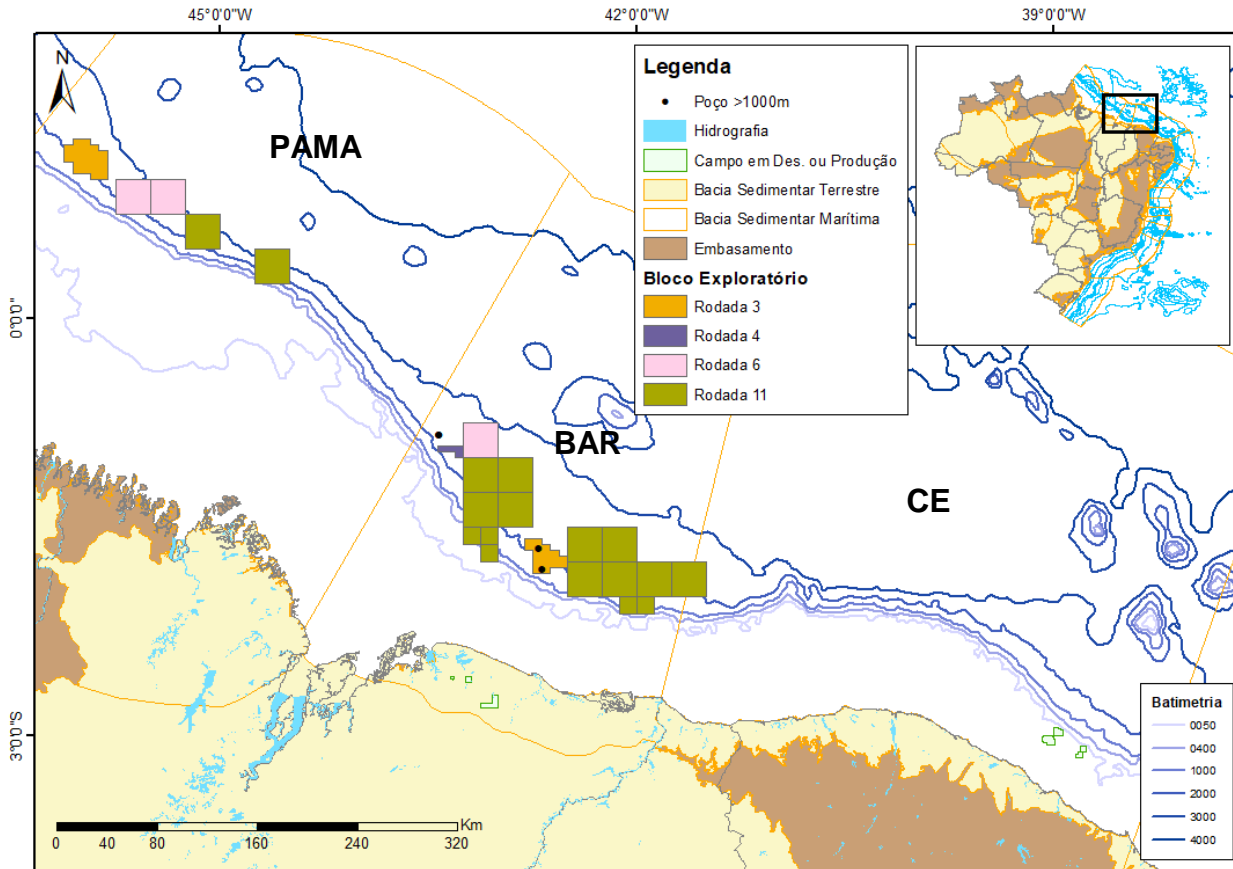 45°0'0"W
42°0'0"W
39°0'0"W
N
PAMA
BAR
CE
0°0'0"
3°0'0"S
Legenda
Poço >1000m
Hidrografia
Campo em Des. ou Produção
Bacia Sedimentar Terrestre
Bacia Sedimentar Marítima
Embasamento
Bloco Exploratório
Rodada 3
Rodada 4
Rodada 6
Rodada 11
Batimetria
0050
0400
1000
2000
3000
4000
Km
0 40 80 160 240 320